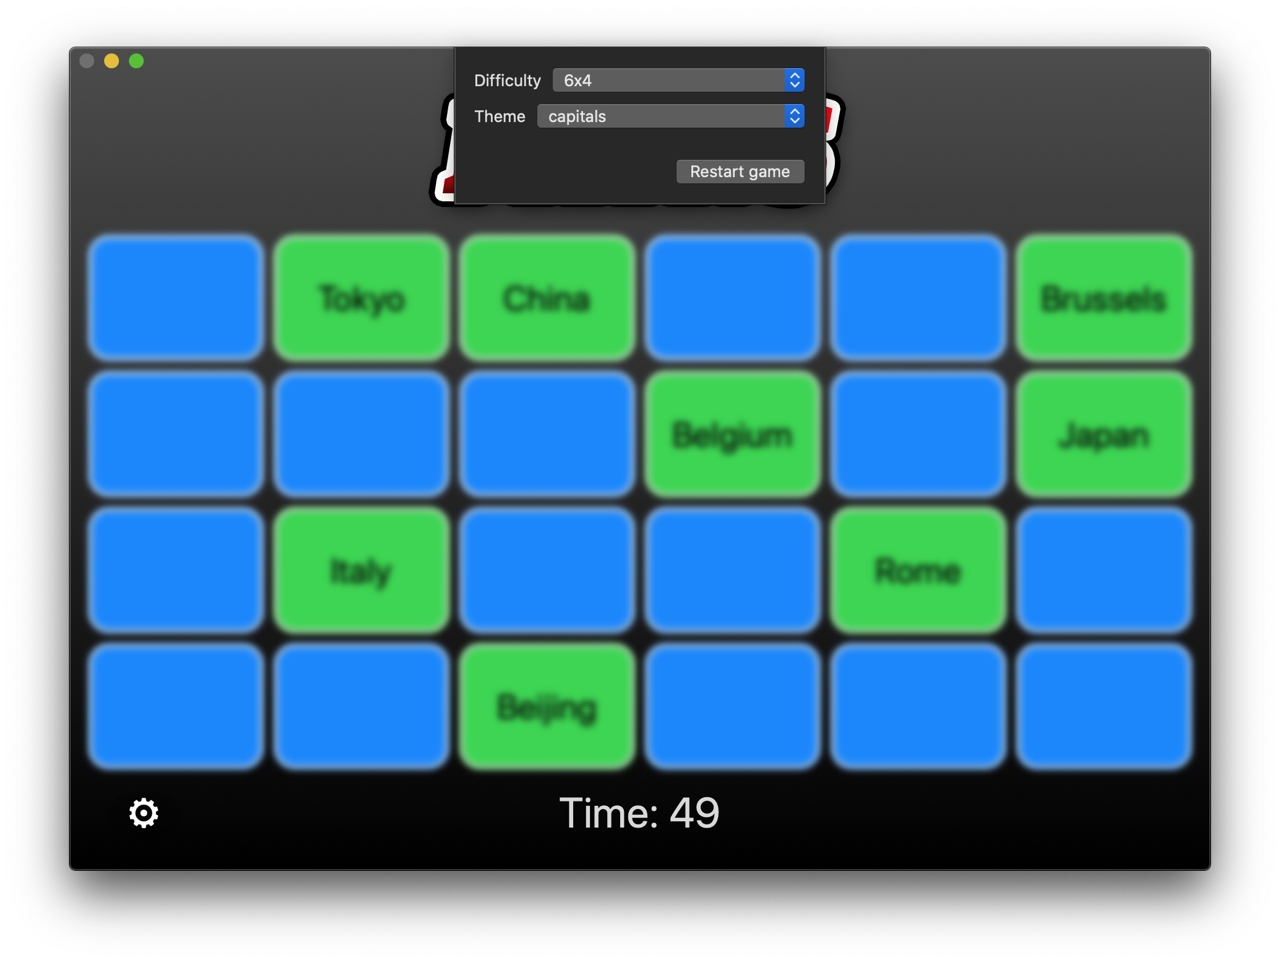 Difficulty 6x4
Theme capitals
Restart game
Tokyo China Brussels
Belgium Japan
Italy Rome
Beijing
Time: 49